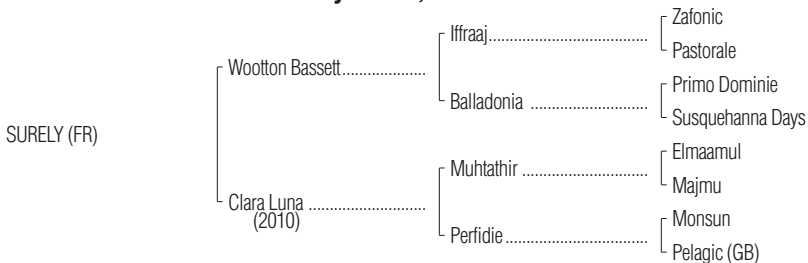 SURELY (FR)
Wootton Bassett....................
Clara Luna ............................
(2010)
Iffraaj......................................
Balladonia ............................
Muhtathir ..............................
Perfidie...................................
Zafonic
Pastorale
Primo Dominie
Susquehanna Days
Elmaamul
Majmu
Monsun
Pelagic (GB)